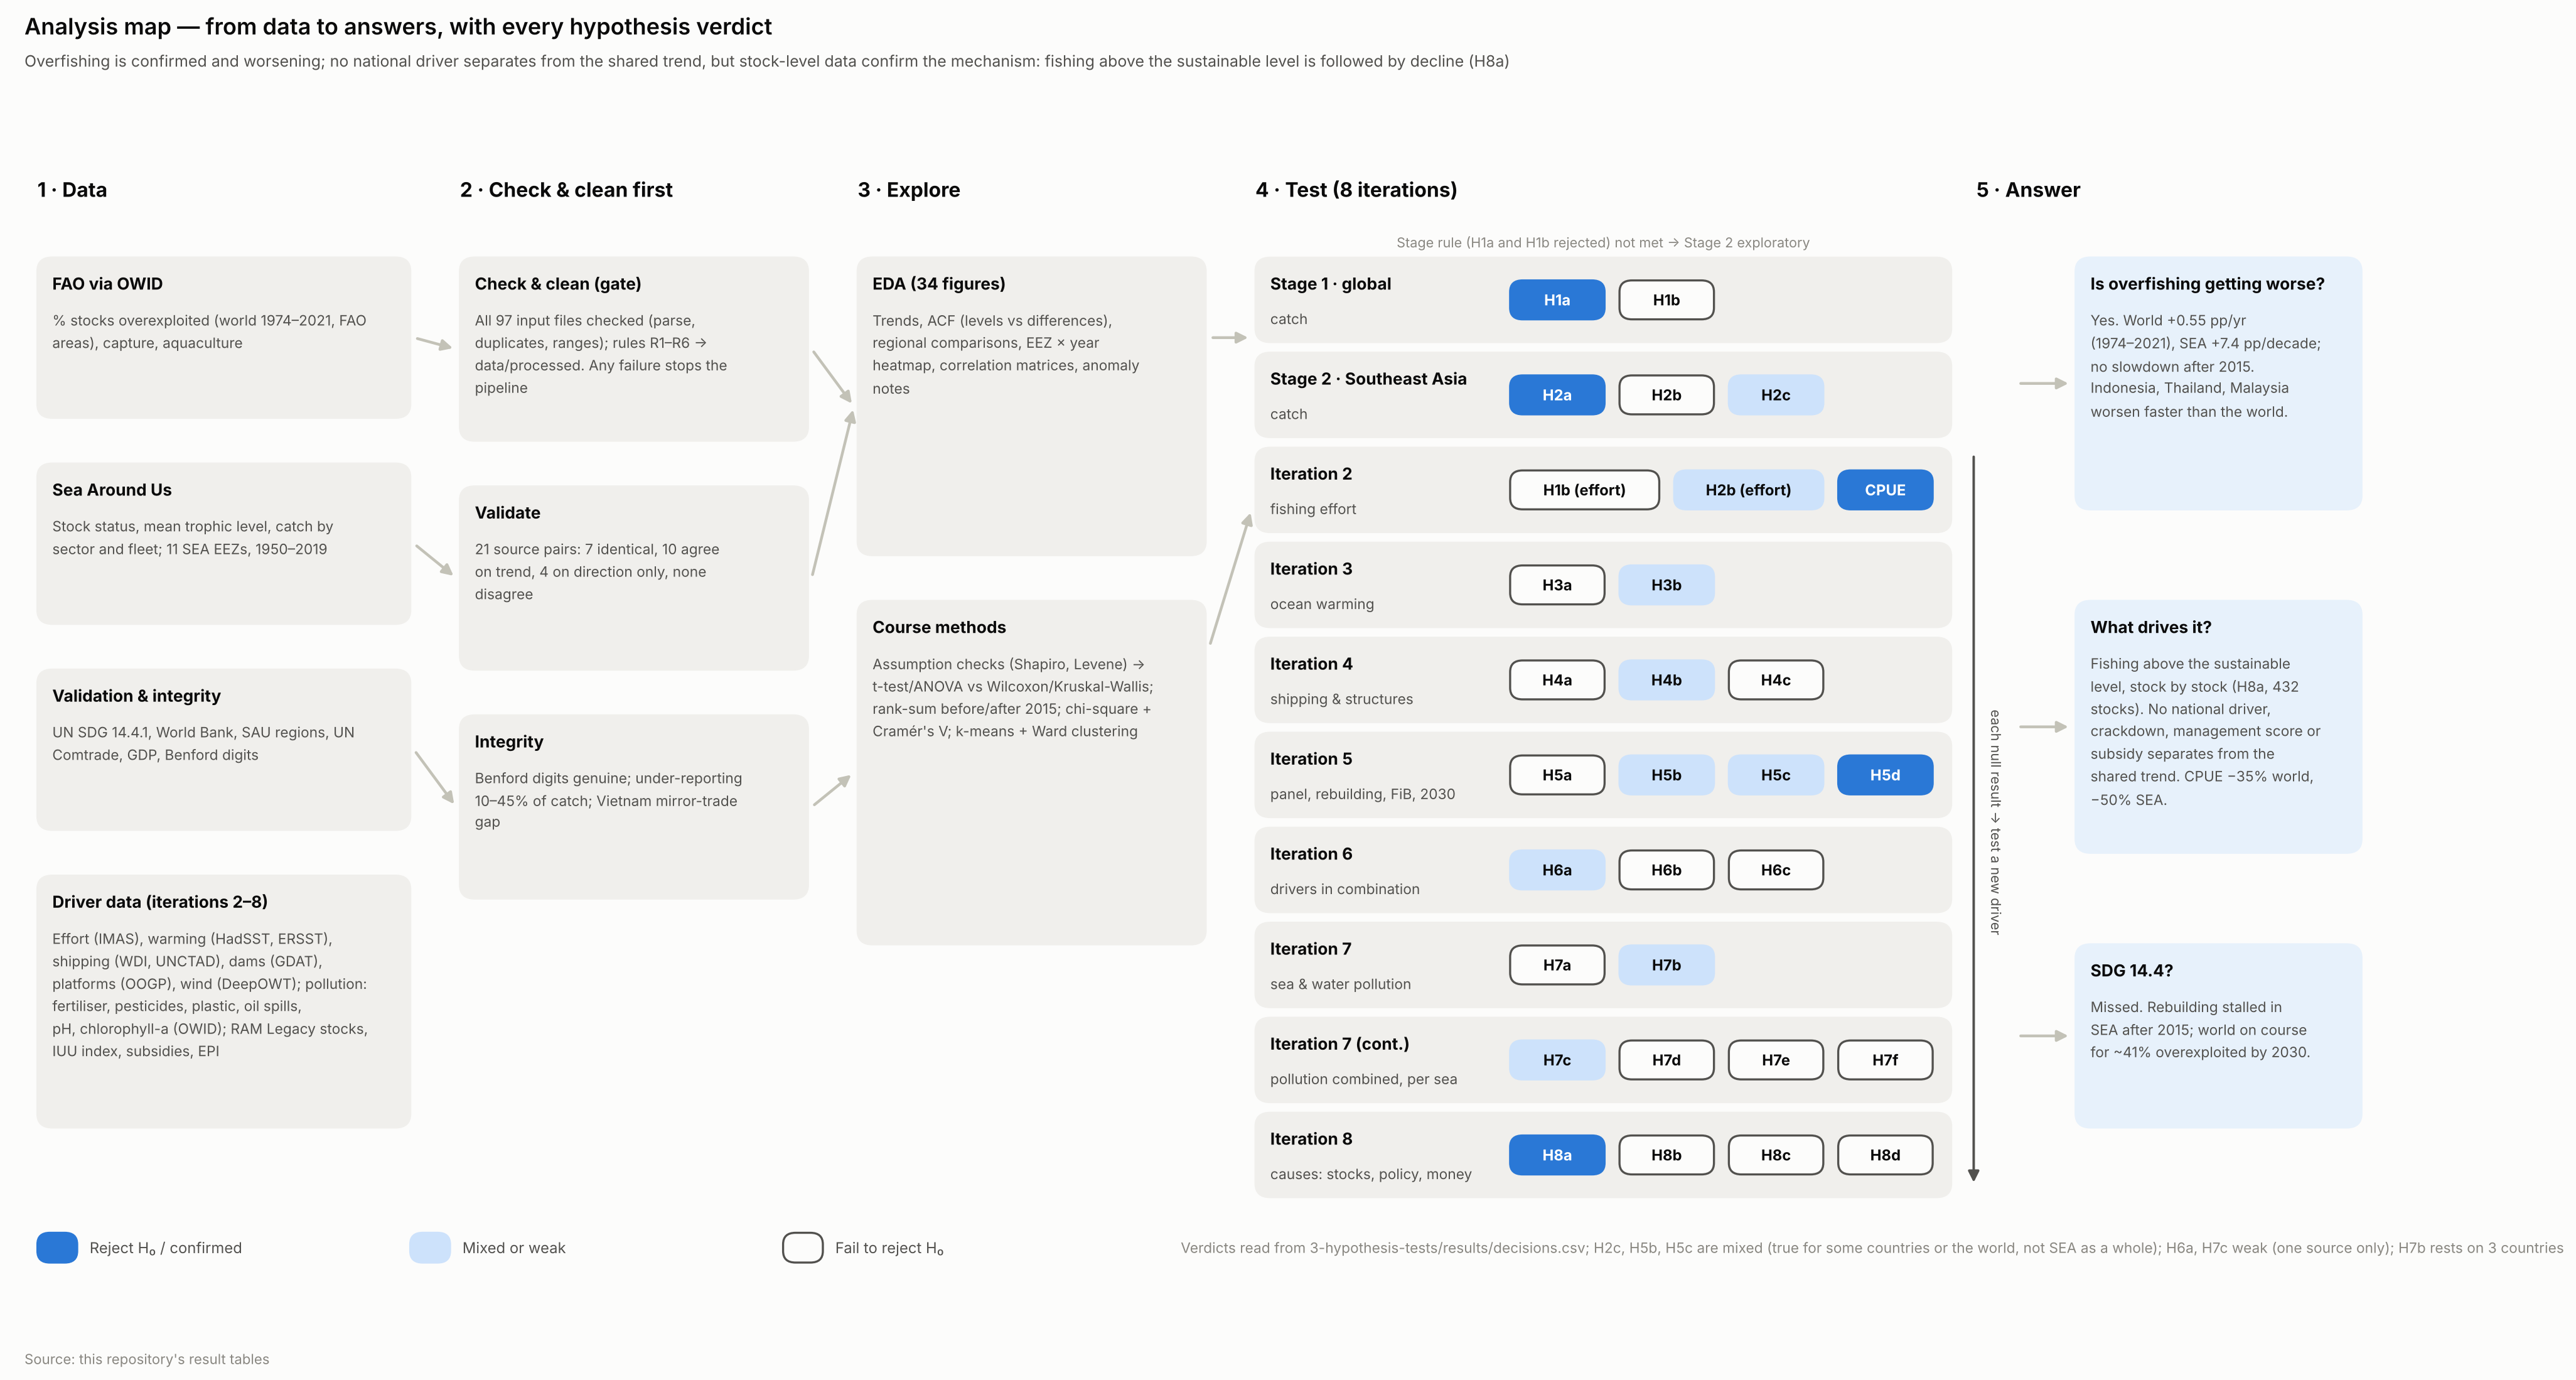 Analysis map — from data to answers, with every hypothesis verdict
Overfishing is confirmed and worsening; no national driver separates from the shared trend, but stock-level data confirm the mechanism: fishing above the sustainable level is followed by decline (H8a)
1 · Data
FAO via OWID
% stocks overexploited (world 1974–2021, FAO
areas), capture, aquaculture
Sea Around Us
Stock status, mean trophic level, catch by
sector and fleet; 11 SEA EEZs, 1950–2019
Validation & integrity
UN SDG 14.4.1, World Bank, SAU regions, UN
Comtrade, GDP, Benford digits
Driver data (iterations 2–8)
Effort (IMAS), warming (HadSST, ERSST),
shipping (WDI, UNCTAD), dams (GDAT),
platforms (OOGP), wind (DeepOWT); pollution:
fertiliser, pesticides, plastic, oil spills,
pH, chlorophyll-a (OWID); RAM Legacy stocks,
IUU index, subsidies, EPI
2 · Check & clean first
Check & clean (gate)
All 97 input files checked (parse,
duplicates, ranges); rules R1–R6 →
data/processed. Any failure stops the
pipeline
Validate
21 source pairs: 7 identical, 10 agree
on trend, 4 on direction only, none
disagree
Integrity
Benford digits genuine; under-reporting
10–45% of catch; Vietnam mirror-trade
gap
3 · Explore
EDA (34 figures)
Trends, ACF (levels vs differences),
regional comparisons, EEZ × year
heatmap, correlation matrices, anomaly
notes
Course methods
Assumption checks (Shapiro, Levene) →
t-test/ANOVA vs Wilcoxon/Kruskal-Wallis;
rank-sum before/after 2015; chi-square +
Cramér's V; k-means + Ward clustering
4 · Test (8 iterations)
Stage rule (H1a and H1b rejected) not met → Stage 2 exploratory
Stage 1 · global
catch
H1a
H1b
Stage 2 · Southeast Asia
catch
H2a
H2b
H2c
Iteration 2
fishing effort
H1b (effort)
H2b (effort)
CPUE
Iteration 3
ocean warming
H3a
H3b
Iteration 4
shipping & structures
H4a
H4b
H4c
Iteration 5
panel, rebuilding, FiB, 2030
H5a
H5b
H5c
H5d
Iteration 6
drivers in combination
H6a
H6b
H6c
Iteration 7
sea & water pollution
H7a
H7b
Iteration 7 (cont.)
pollution combined, per sea
H7c
H7d
H7e
H7f
Iteration 8
causes: stocks, policy, money
H8a
H8b
H8c
H8d
each null result → test a new driver
5 · Answer
Is overfishing getting worse?
Yes. World +0.55 pp/yr
(1974–2021), SEA +7.4 pp/decade;
no slowdown after 2015.
Indonesia, Thailand, Malaysia
worsen faster than the world.
What drives it?
Fishing above the sustainable
level, stock by stock (H8a, 432
stocks). No national driver,
crackdown, management score or
subsidy separates from the
shared trend. CPUE −35% world,
−50% SEA.
SDG 14.4?
Missed. Rebuilding stalled in
SEA after 2015; world on course
for ~41% overexploited by 2030.
Reject H₀ / confirmed
Mixed or weak
Fail to reject H₀
Verdicts read from 3-hypothesis-tests/results/decisions.csv; H2c, H5b, H5c are mixed (true for some countries or the world, not SEA as a whole); H6a, H7c weak (one source only); H7b rests on 3 countries
Source: this repository's result tables